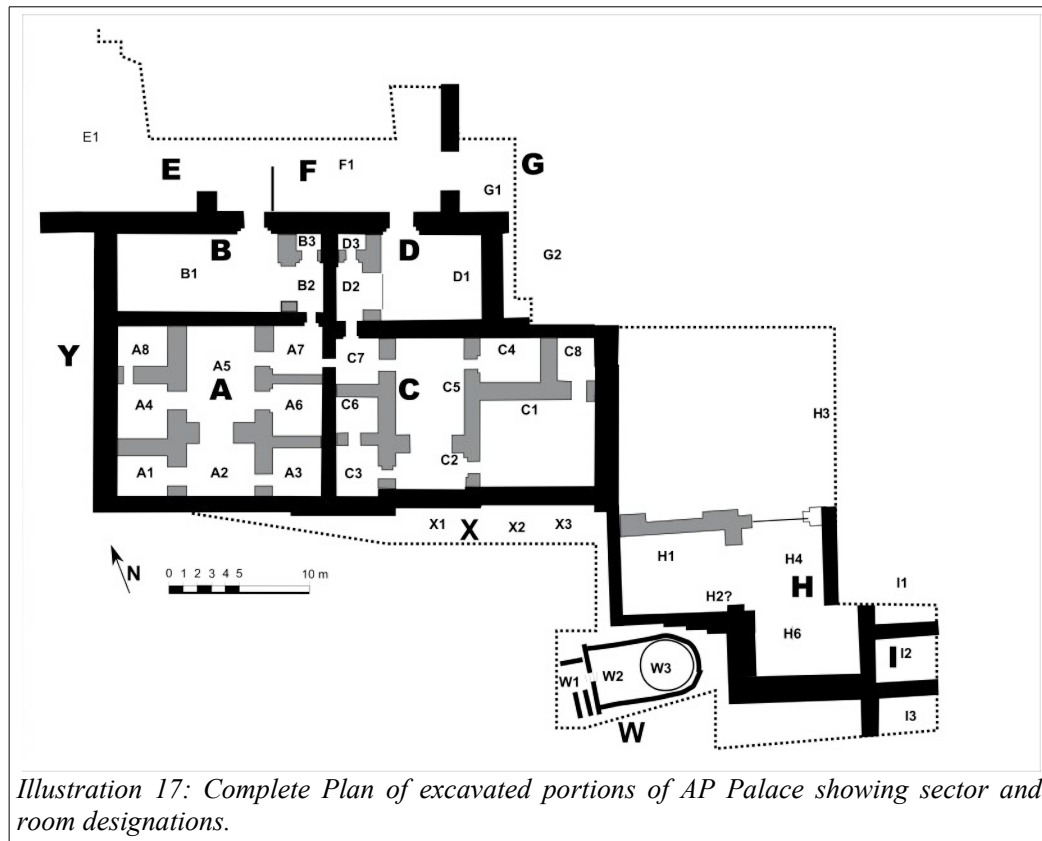 E1
E
F
F1
G
G1
G2
B
B3
D3
D
B1
B2
D2
D1
Y
A8
A5
A7
C7
C4
C8
A
C
C5
A4
A6
C6
C1
H3
A1
A2
A3
C3
C2
X1
X
X2
X3
N
0 1 2 3 4 5 10 m
H1
H4
H
I1
H2?
H6
I2
W1
W2
W3
W
I3
Illustration 17: Complete Plan of excavated portions of AP Palace showing sector and
room designations.